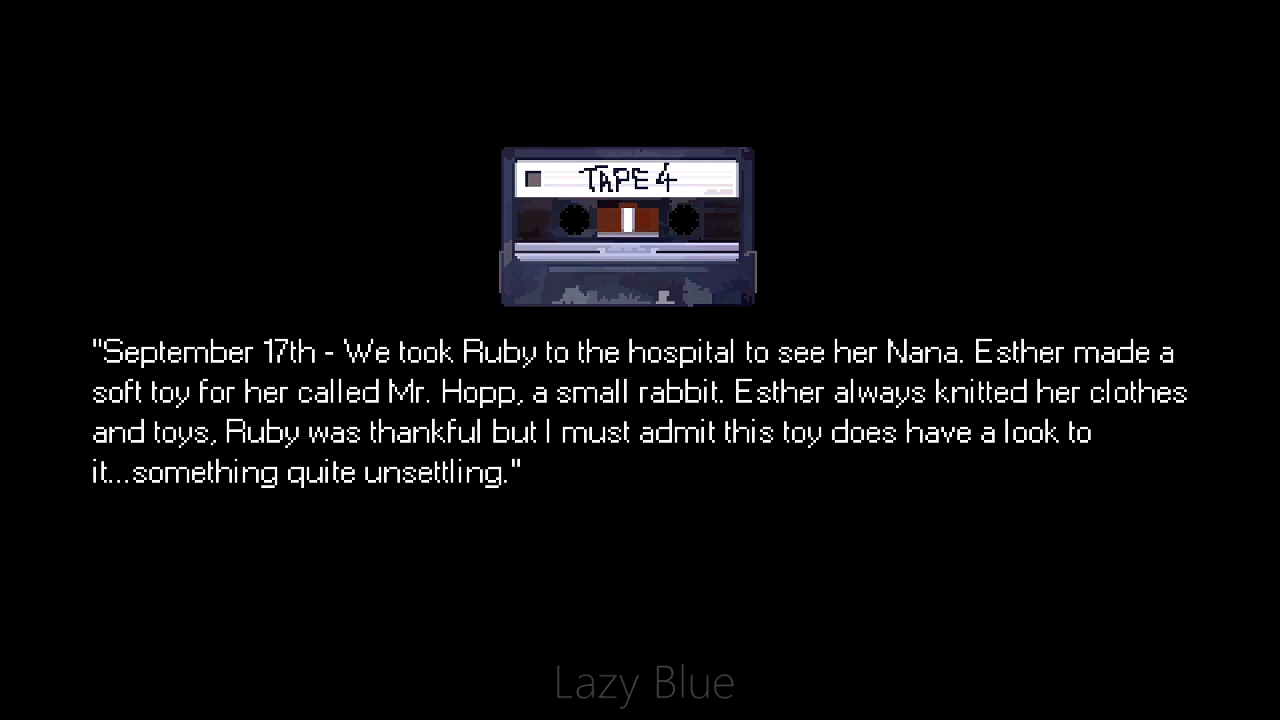 TAPE 4
"September 17th - We took Ruby to the hospital to see her Nana. Esther made a
soft toy for her called Mr. Hopp, a small rabbit. Esther always knitted her clothes
and toys, Ruby was thankful but I must admit this toy does have a look to
it...something quite unsettling."
Lazy Blue